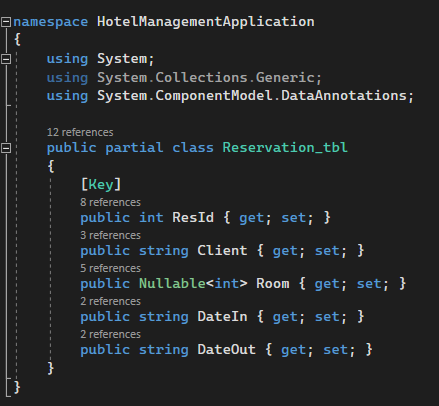 namespace HotelManagementApplication
{
using System;
using System.Collections.Generic;
using System.ComponentModel.DataAnnotations;
12 references
public partial class Reservation_tbl
{
[Key]
8 references
public int ResId { get; set; }
3 references
public string Client { get; set; }
5 references
public Nullable<int> Room { get; set; }
2 references
public string DateIn { get; set; }
2 references
public string DateOut { get; set; }
}
}